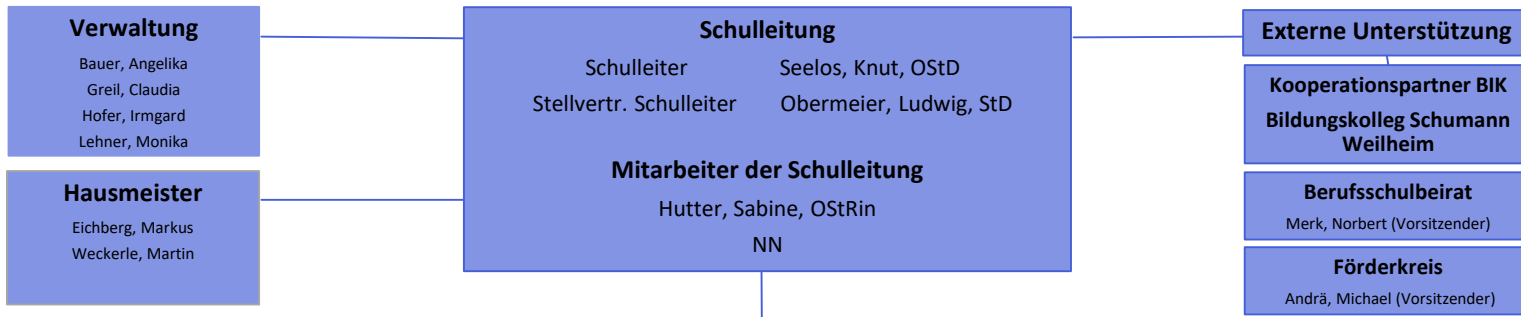 Verwaltung
Bauer, Angelika
Greil, Claudia
Hofer, Irmgard
Lehner, Monika
Hausmeister
Eichberg, Markus
Weckerle, Martin
Schulleitung
Schulleiter Seelos, Knut, OStD
Stellvertr. Schulleiter Obermeier, Ludwig, StD
Mitarbeiter der Schulleitung
Hutter, Sabine, OStRin
NN
Externe Unterstützung
Kooperationspartner BIK
Bildungskolleg Schumann
Weilheim
Berufsschulbeirat
Merk, Norbert (Vorsitzender)
Förderkreis
Andrä, Michael (Vorsitzender)